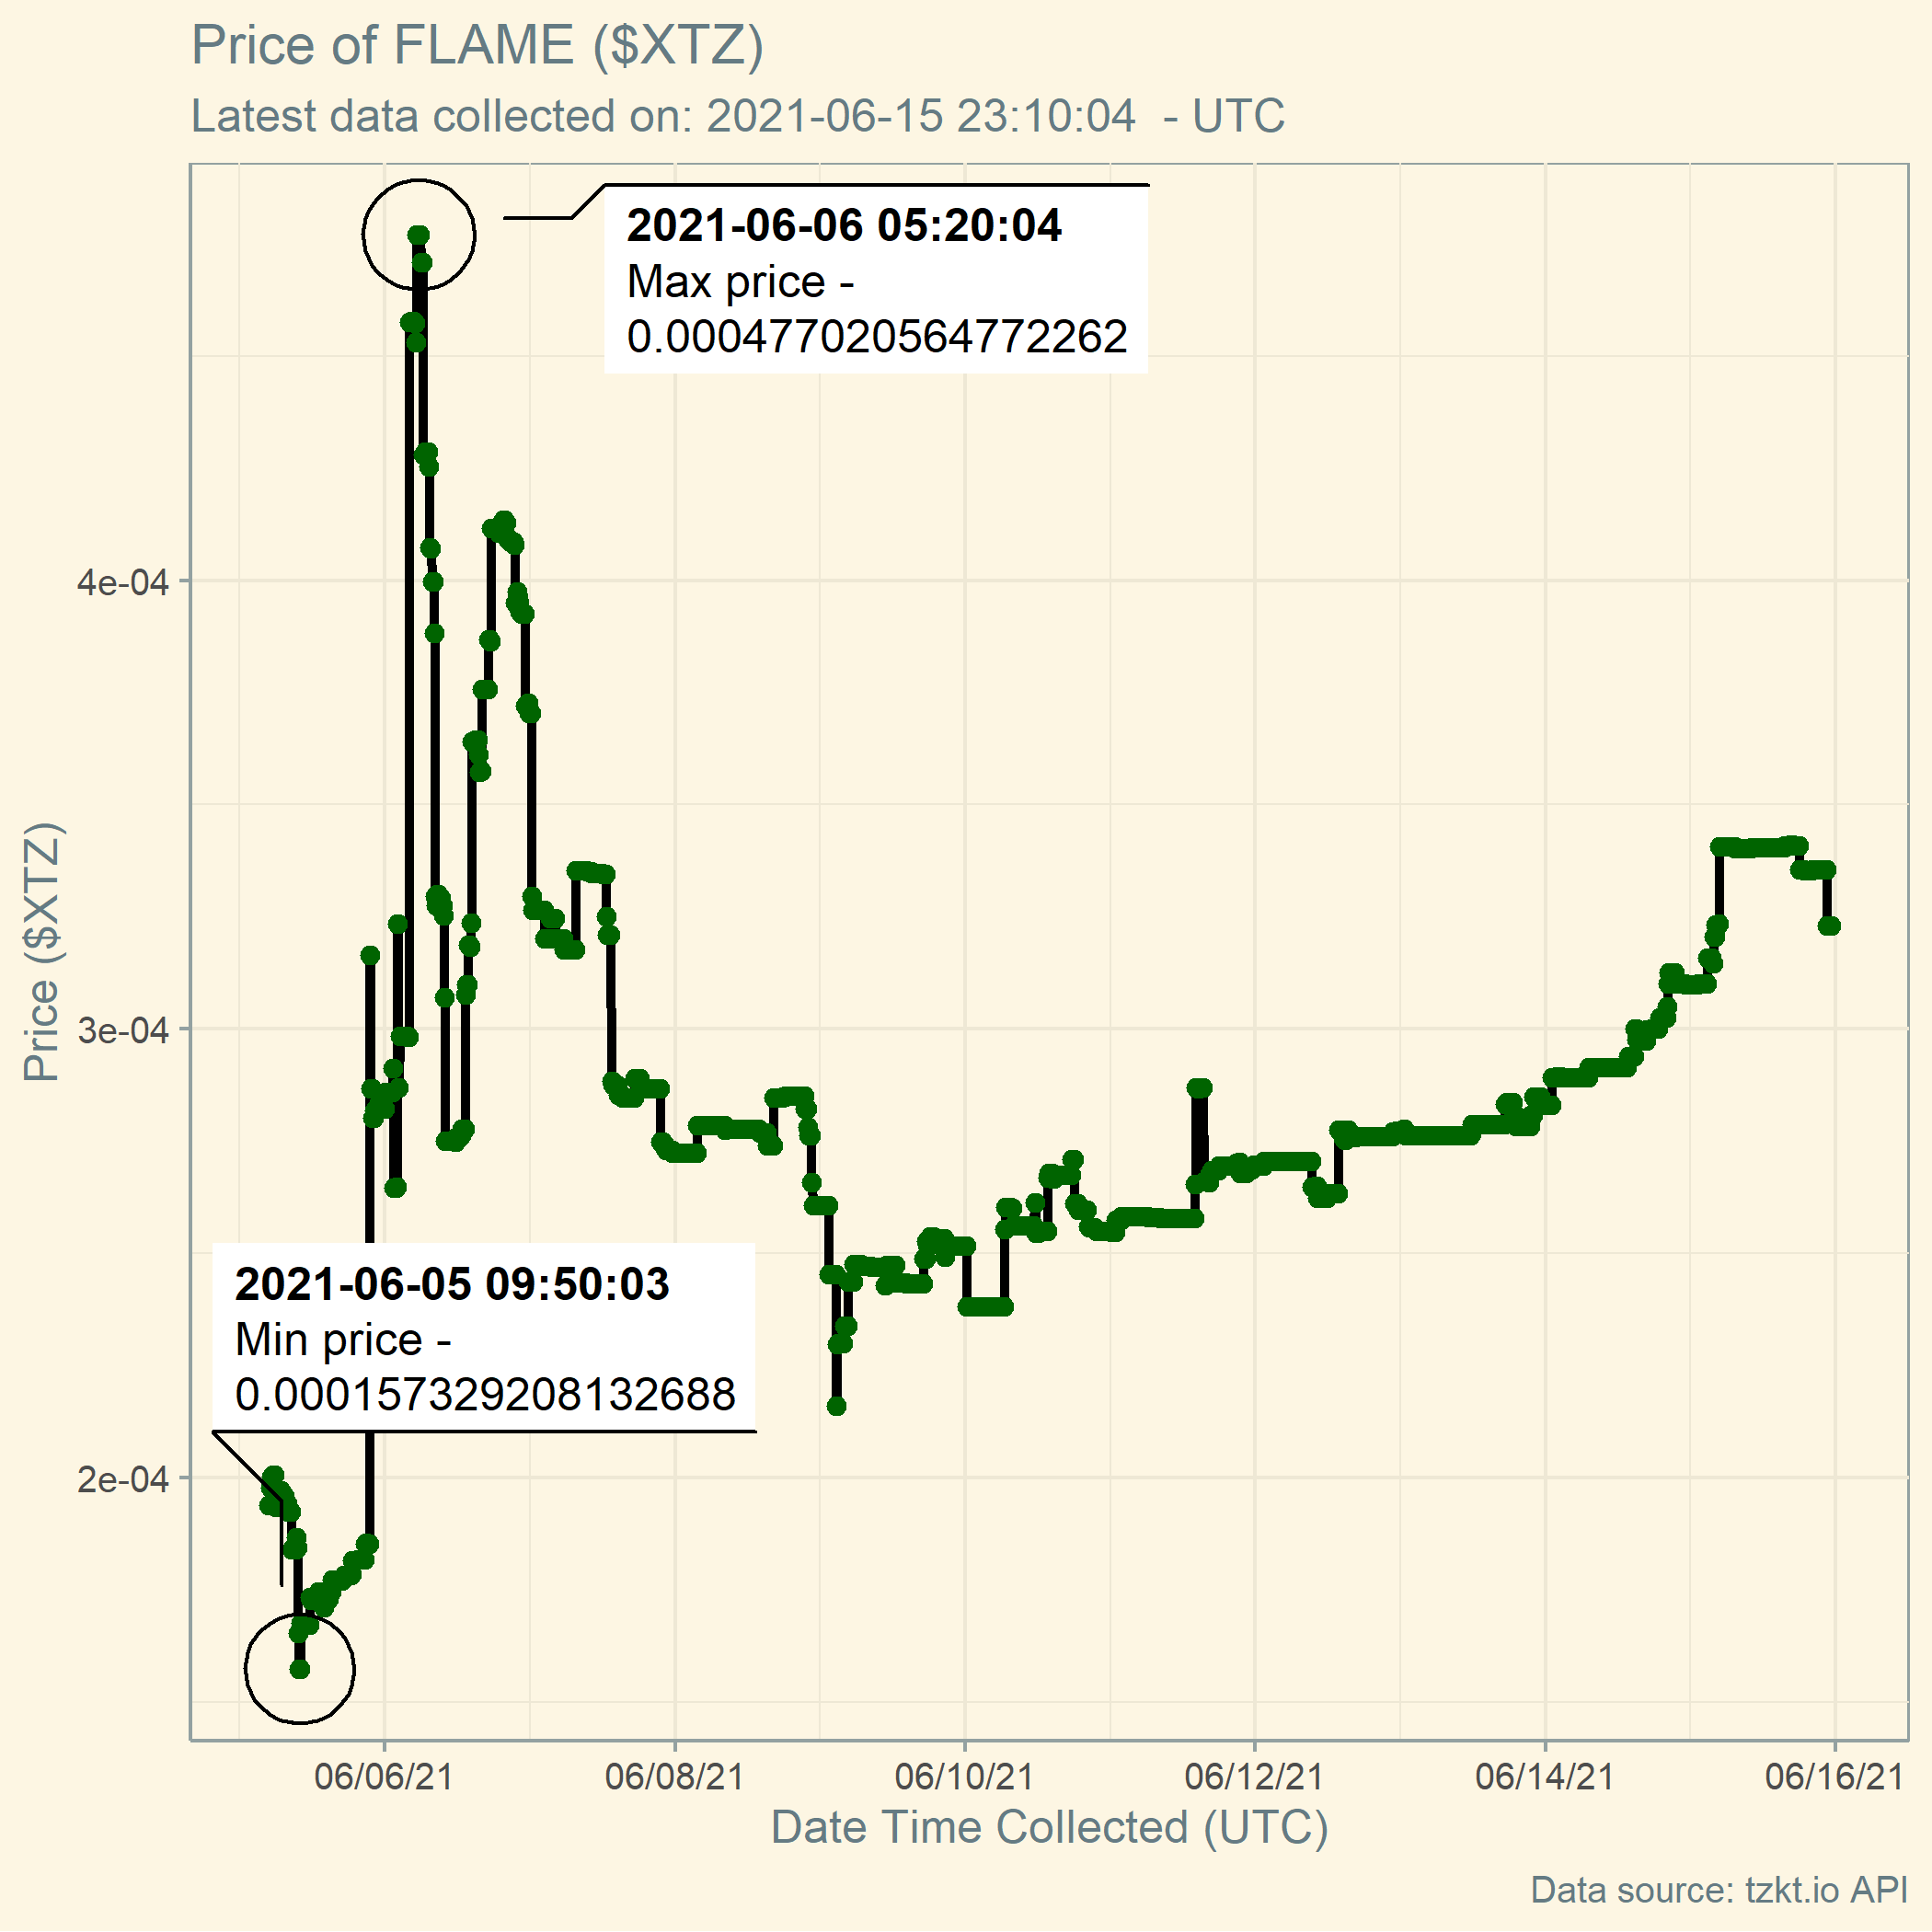 Price of FLAME ($XTZ)
Latest data collected on: 2021-06-15 23:10:04  - UTC
2021-06-06 05:20:04
Max price -
0.000477020564772262
4e-04
3e-04
2e-04
Price ($XTZ)
2021-06-05 09:50:03
Min price -
0.000157329208132688
06/06/21
06/08/21
06/10/21
06/12/21
06/14/21
06/16/21
Date Time Collected (UTC)
Data source: tzkt.io API